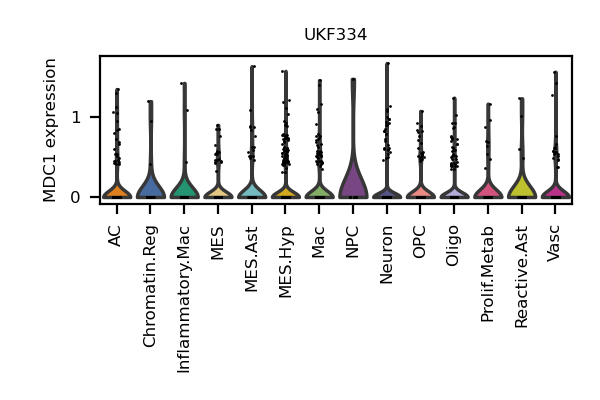 UKF334
MDC1 expression
1
0
AC
Chromatin.Reg
Inflammatory.Mac
MES
MES.Ast
MES.Hyp
Mac
NPC
Neuron
OPC
Oligo
Prolif.Metab
Reactive.Ast
Vasc